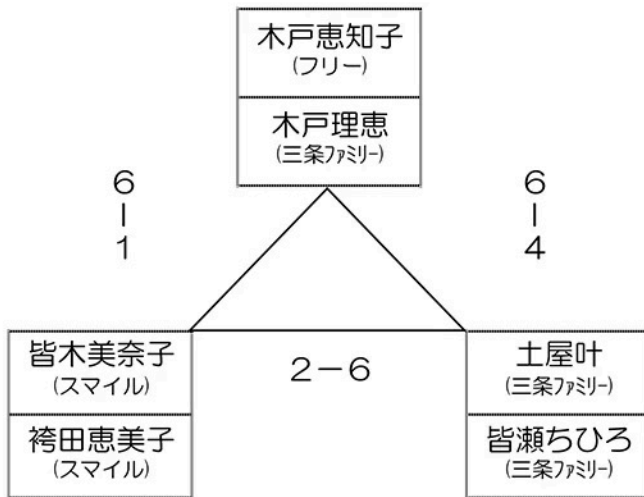 木戸恵知子
(フリー)
木戸理恵
(三条ﾌｧﾐﾘｰ)
6
|
1
6
|
4
皆木美奈子
(スマイル)
袴田恵美子
(スマイル)
2−6
土屋叶
(三条ﾌｧﾐﾘｰ)
皆瀬ちひろ
(三条ﾌｧﾐﾘｰ)